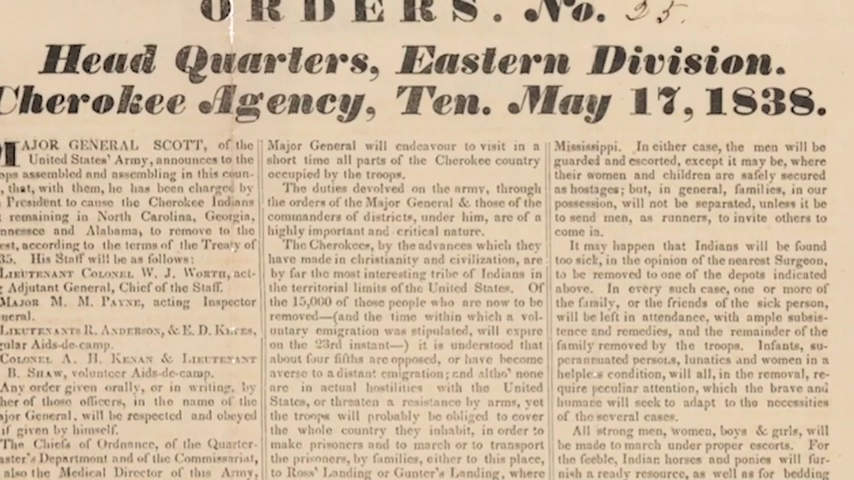 ORDERS. No. 25.
Head Quarters, Eastern Division.
Cherokee Agency, Ten. May 17, 1838.
MAJOR GENERAL SCOTT, of the
United States' Army, announces to the
ops assembled and assembling in this coun-
, that, with them, he has been charged by
President to cause the Cherokee Indians
t remaining in North Carolina, Georgia,
nnessee and Alabama, to remove to the
est, according to the terms of the Treaty of
35. His Staff will be as follows:
LIEUTENANT COLONEL W. J. WORTH, act-
g Adjutant General, Chief of the Staff.
MAJOR M. M. PAYNE, acting Inspector
neral.
LIEUTENANTS R. ANDERSON, & E. D. KEYES,
gular Aids-de-camp.
COLONEL A. H. KENAN & LIEUTENANT
B. SHAW, volunteer Aids-de-camp.
Any order given orally, or in writing, by
her of those officers, in the name of the
ajor General, will be respected and obeyed
if given by himself.
The Chiefs of Ordnance, of the Quarter-
aster's Department and of the Commissariat,
also the Medical Director of this Army,
Major General will endeavour to visit in a
short time all parts of the Cherokee country
occupied by the troops.
The duties devolved on the army, through
the orders of the Major General & those of the
commanders of districts, under him, are of a
highly important and critical nature.
The Cherokees, by the advances which they
have made in christianity and civilization, are
by far the most interesting tribe of Indians in
the territorial limits of the United States. Of
the 15,000 of those people who are now to be
removed—(and the time within which a vol-
untary emigration was stipulated, will expire
on the 23rd instant—) it is understood that
about four fifths are opposed, or have become
averse to a distant emigration; and altho' none
are in actual hostilities with the United
States, or threaten a resistance by arms, yet
the troops will probably be obliged to cover
the whole country they inhabit, in order to
make prisoners and to march or to transport
the prisoners, by families, either to this place,
to Ross' Landing or Gunter's Landing, where
Mississippi. In either case, the men will be
guarded and escorted, except it may be, where
their women and children are safely secured
as hostages; but, in general, families, in our
possession, will not be separated, unless it be
to send men, as runners, to invite others to
come in.
It may happen that Indians will be found
too sick, in the opinion of the nearest Surgeon,
to be removed to one of the depots indicated
above. In every such case, one or more of
the family, or the friends of the sick person,
will be left in attendance, with ample subsis-
tence and remedies, and the remainder of the
family removed by the troops. Infants, su-
perannuated persons, lunatics and women in a
helpless condition, will all, in the removal, re-
quire peculiar attention, which the brave and
humane will seek to adapt to the necessities
of the several cases.
All strong men, women, boys & girls, will
be made to march under proper escorts. For
the feeble, Indian horses and ponies will fur-
nish a ready resource, as well as for bedding